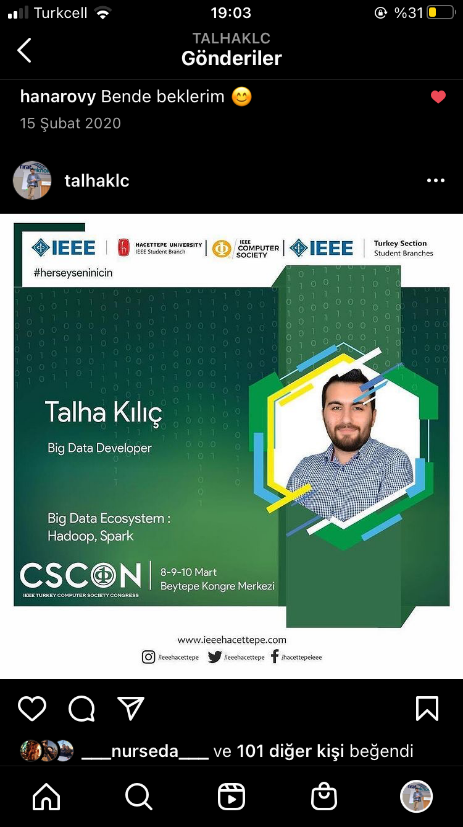 Turkcell 19:03 %31
TALHAKLC
Gönderiler
hanarovy Bende beklerim 😊
15 Şubat 2020
talhaklc
IEEE HACETTEPE UNIVERSITY IEEE Student Branch IEEE COMPUTER SOCIETY IEEE Turkey Section Student Branches
#herseyseninicin
Talha Kılıç
Big Data Developer
Big Data Ecosystem :
Hadoop, Spark
CSCON
IEEE TURKEY COMPUTER SOCIETY CONGRESS
8-9-10 Mart
Beytepe Kongre Merkezi
www.ieeehacettepe.com
/ieeehacettepe /ieeehacettepe /hacettepeieee
___nurseda___ ve 101 diğer kişi beğendi